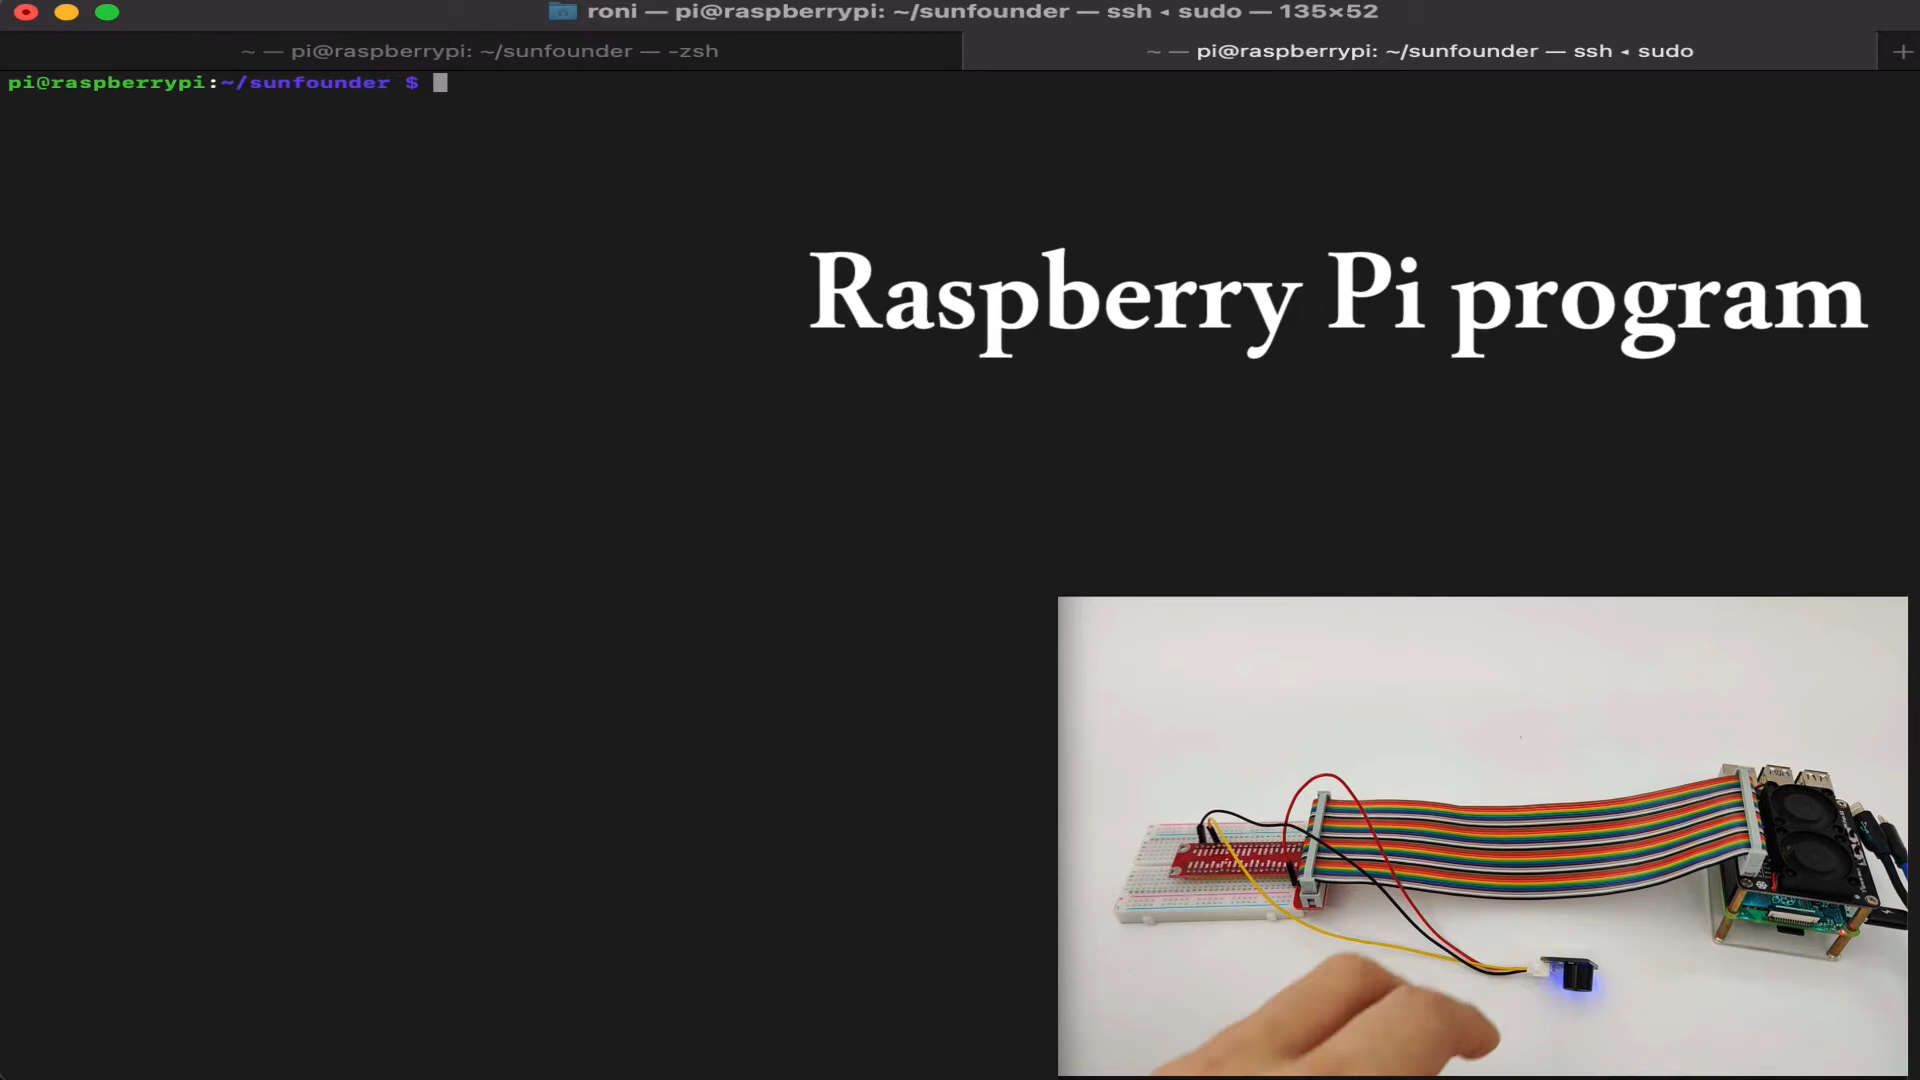 roni — pi@raspberrypi: ~/sunfounder — ssh ◂ sudo — 135×52
~ — pi@raspberrypi: ~/sunfounder — -zsh
~ — pi@raspberrypi: ~/sunfounder — ssh ◂ sudo
pi@raspberrypi:~/sunfounder $
Raspberry Pi program